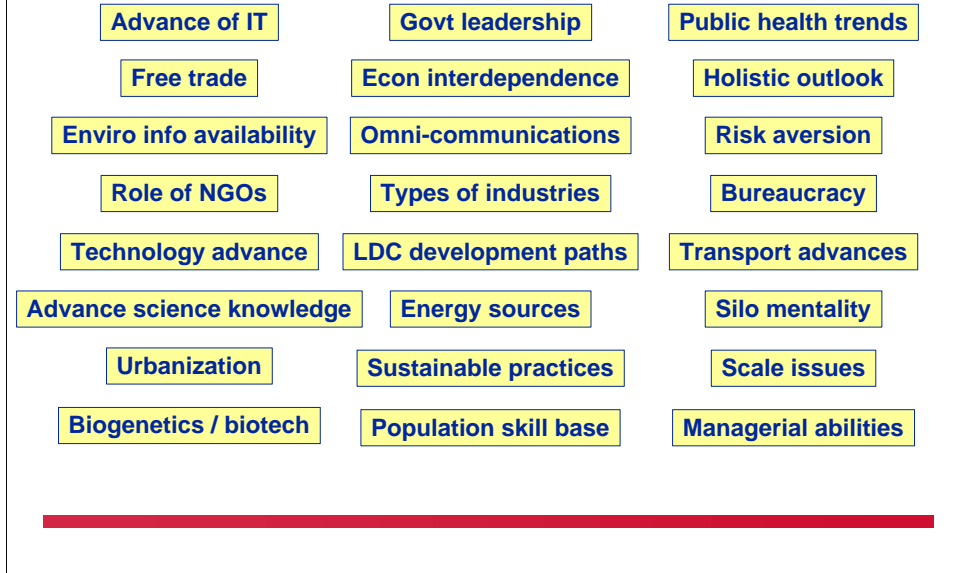 Advance of IT
Govt leadership
Public health trends
Free trade
Econ interdependence
Holistic outlook
Enviro info availability
Omni-communications
Risk aversion
Role of NGOs
Types of industries
Bureaucracy
Technology advance
LDC development paths
Transport advances
Advance science knowledge
Energy sources
Silo mentality
Urbanization
Sustainable practices
Scale issues
Biogenetics / biotech
Population skill base
Managerial abilities